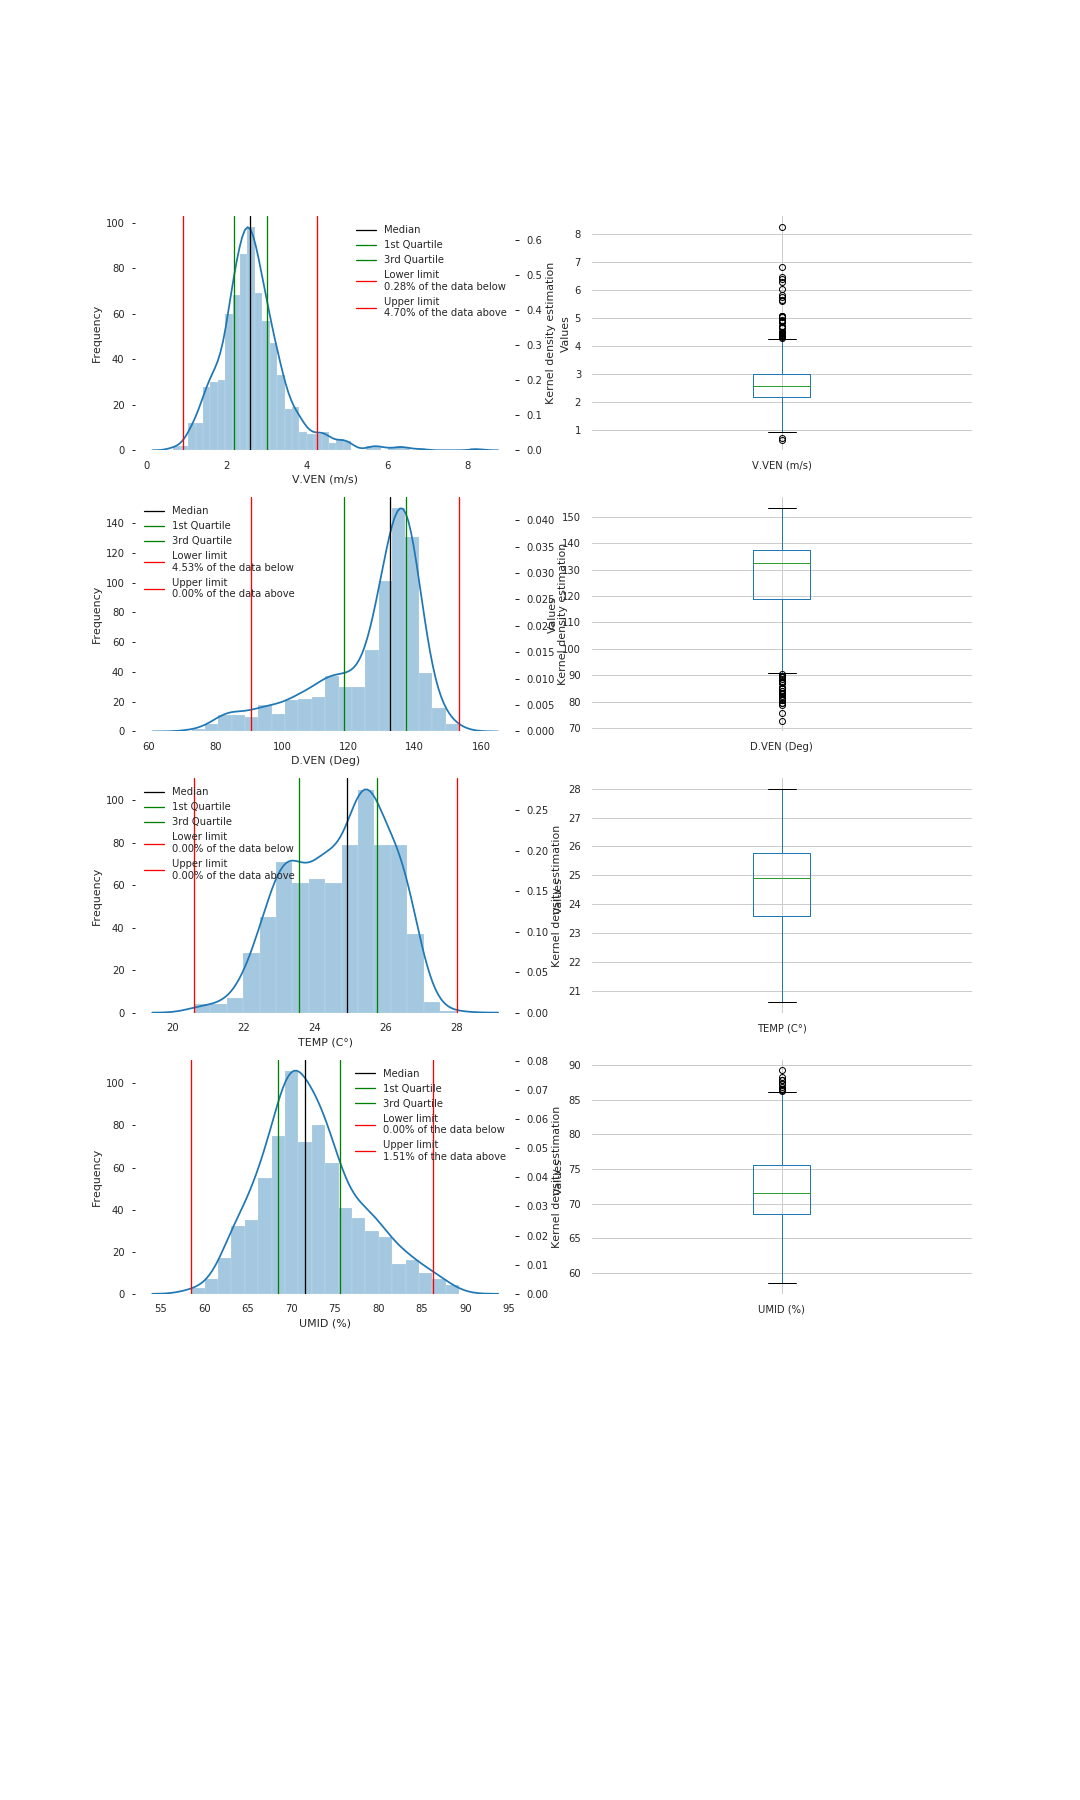 100
80
60
40
20
0
Frequency
0 2 4 6 8
V.VEN (m/s)
Median
1st Quartile
3rd Quartile
Lower limit
0.28% of the data below
Upper limit
4.70% of the data above
0.6
0.5
0.4
0.3
0.2
0.1
0.0
Kernel density estimation
Values
8
7
6
5
4
3
2
1
V.VEN (m/s)
140
120
100
80
60
40
20
0
Frequency
60 80 100 120 140 160
D.VEN (Deg)
Median
1st Quartile
3rd Quartile
Lower limit
4.53% of the data below
Upper limit
0.00% of the data above
0.040
0.035
0.030
0.025
0.020
0.015
0.010
0.005
0.000
Kernel density estimation
Values
150
140
130
120
110
100
90
80
70
D.VEN (Deg)
100
80
60
40
20
0
Frequency
20 22 24 26 28
TEMP (C°)
Median
1st Quartile
3rd Quartile
Lower limit
0.00% of the data below
Upper limit
0.00% of the data above
0.25
0.20
0.15
0.10
0.05
0.00
Kernel density estimation
Values
28
27
26
25
24
23
22
21
TEMP (C°)
100
80
60
40
20
0
Frequency
55 60 65 70 75 80 85 90 95
UMID (%)
Median
1st Quartile
3rd Quartile
Lower limit
0.00% of the data below
Upper limit
1.51% of the data above
0.08
0.07
0.06
0.05
0.04
0.03
0.02
0.01
0.00
Kernel density estimation
Values
90
85
80
75
70
65
60
UMID (%)